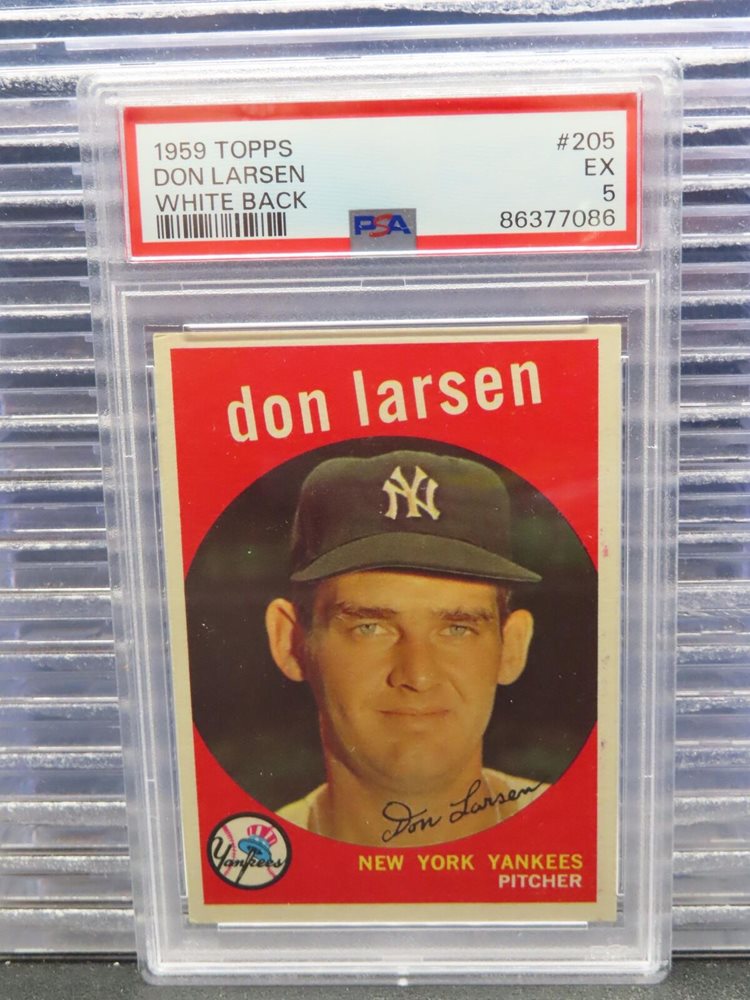 1959 TOPPS #205
DON LARSEN EX
WHITE BACK 5
PSA 86377086
don larsen
NY
Don Larsen
Yankees
NEW YORK YANKEES
PITCHER